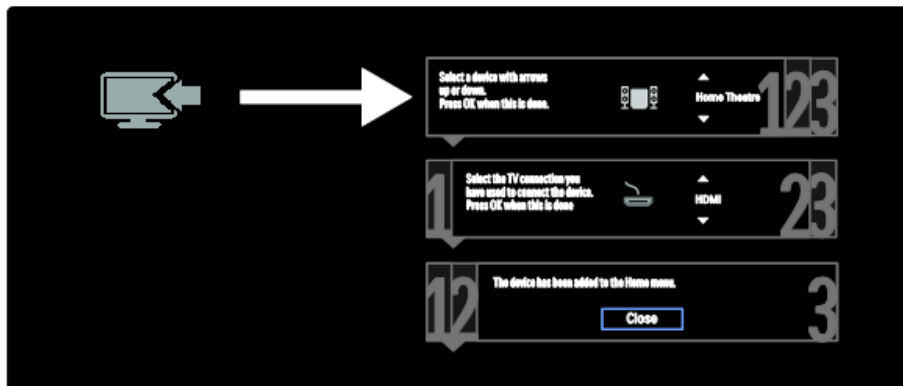 Select a device with arrows
up or down.
Press OK when this is done.
Home Theatre
123
1
Select the TV connection you
have used to connect the device.
Press OK when this is done
HDMI
23
12
The device has been added to the Home menu.
Close
3